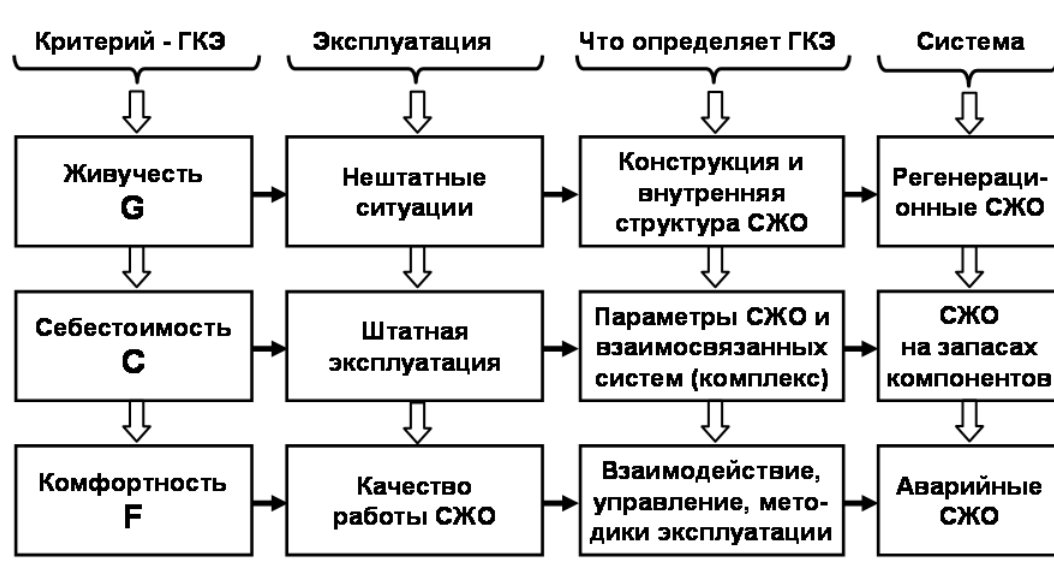 Критерий - ГКЭ
Эксплуатация
Что определяет ГКЭ
Система
Живучесть
G
Нештатные
ситуации
Конструкция и
внутренняя
структура СЖО
Регенераци-
онные СЖО
Себестоимость
C
Штатная
эксплуатация
Параметры СЖО и
взаимосвязанных
систем (комплекс)
СЖО
на запасах
компонентов
Комфортность
F
Качество
работы СЖО
Взаимодействие,
управление, мето-
дики эксплуатации
Аварийные
СЖО